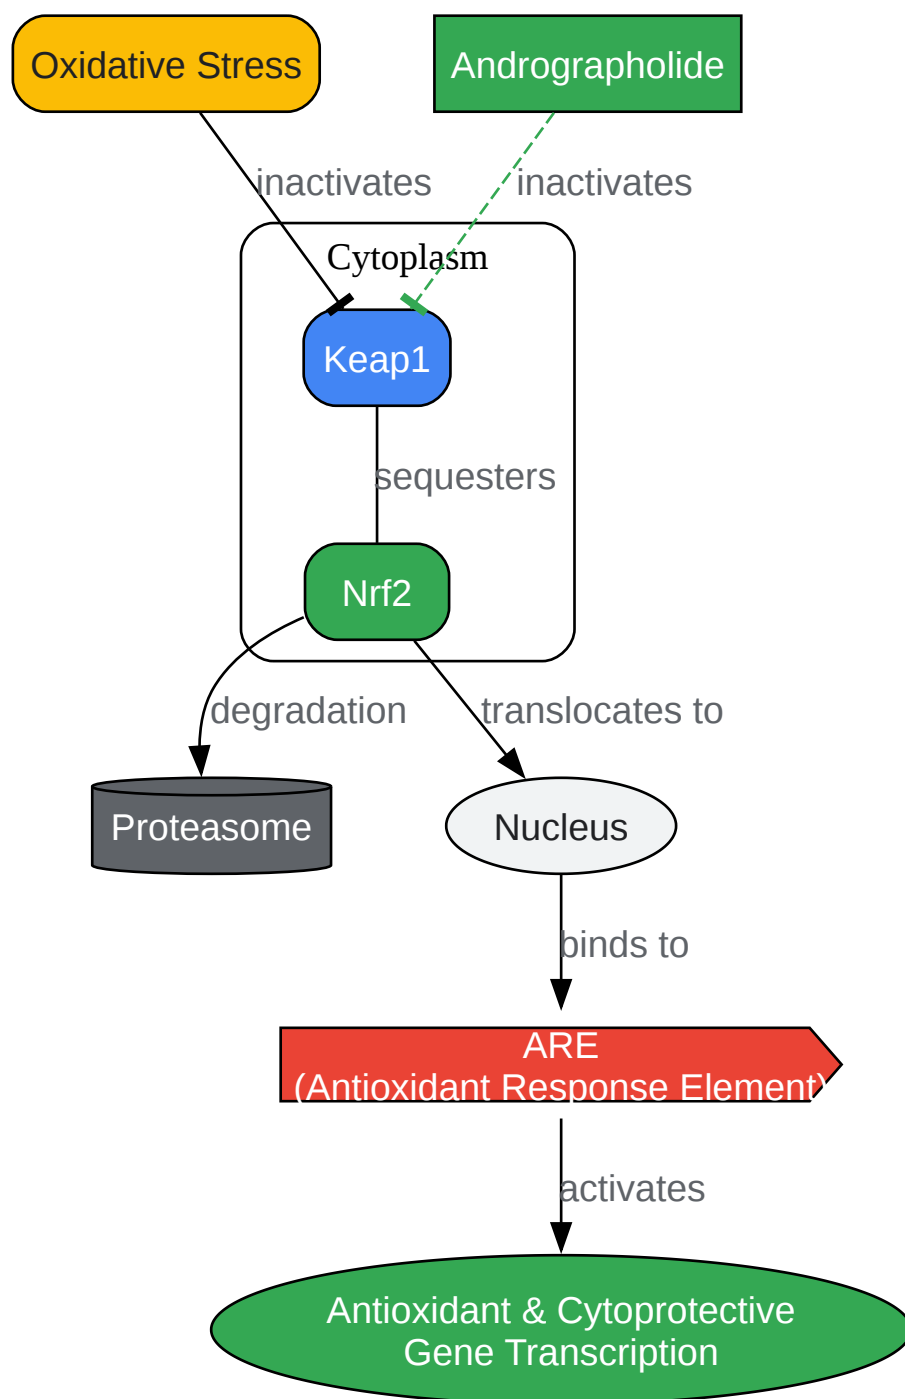 Oxidative Stress
Andrographolide
inactivates
inactivates
Cytoplasm
Keap1
sequesters
Nrf2
degradation
translocates to
Proteasome
Nucleus
binds to
ARE
(Antioxidant Response Element)
activates
Antioxidant & Cytoprotective
Gene Transcription